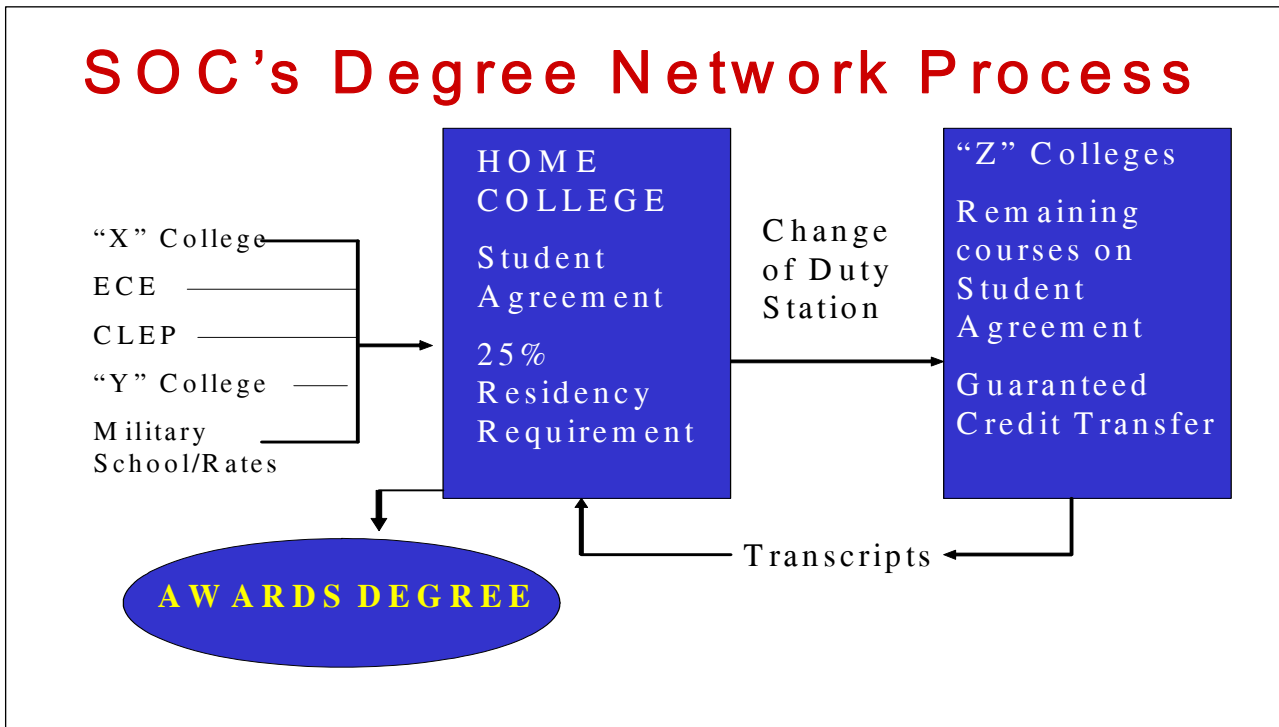 SOC’s Degree Network Process
“X” College
ECE
CLEP
“Y” College
Military
School/Rates
HOME
COLLEGE
Student
Agreement
25%
Residency
Requirement
Change
of Duty
Station
“Z” Colleges
Remaining
courses on
Student
Agreement
Guaranteed
Credit Transfer
Transcripts
AWARDS DEGREE